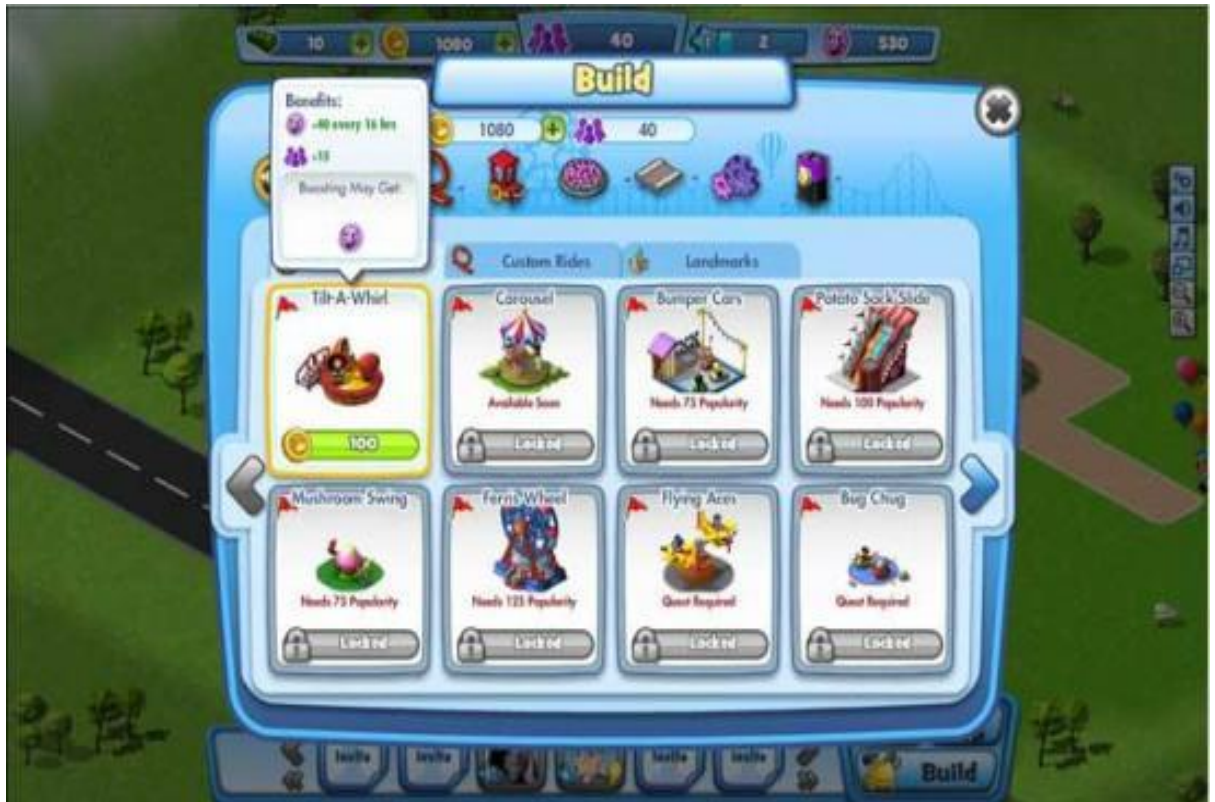 10
1080
40
2
530
Build
Benefits:
+40 every 16 hrs
+15
Boosting May Get:
1080
40
Custom Rides
Landmarks
Tilt-A-Whirl
100
Carousel
Available Soon
Locked
Bumper Cars
Needs 75 Popularity
Locked
Potato Sack Slide
Needs 100 Popularity
Locked
Mushroom Swing
Needs 75 Popularity
Locked
Ferris Wheel
Needs 125 Popularity
Locked
Flying Aces
Quest Required
Locked
Bug Chug
Quest Required
Locked
Invite
Invite
Invite
Invite
Build